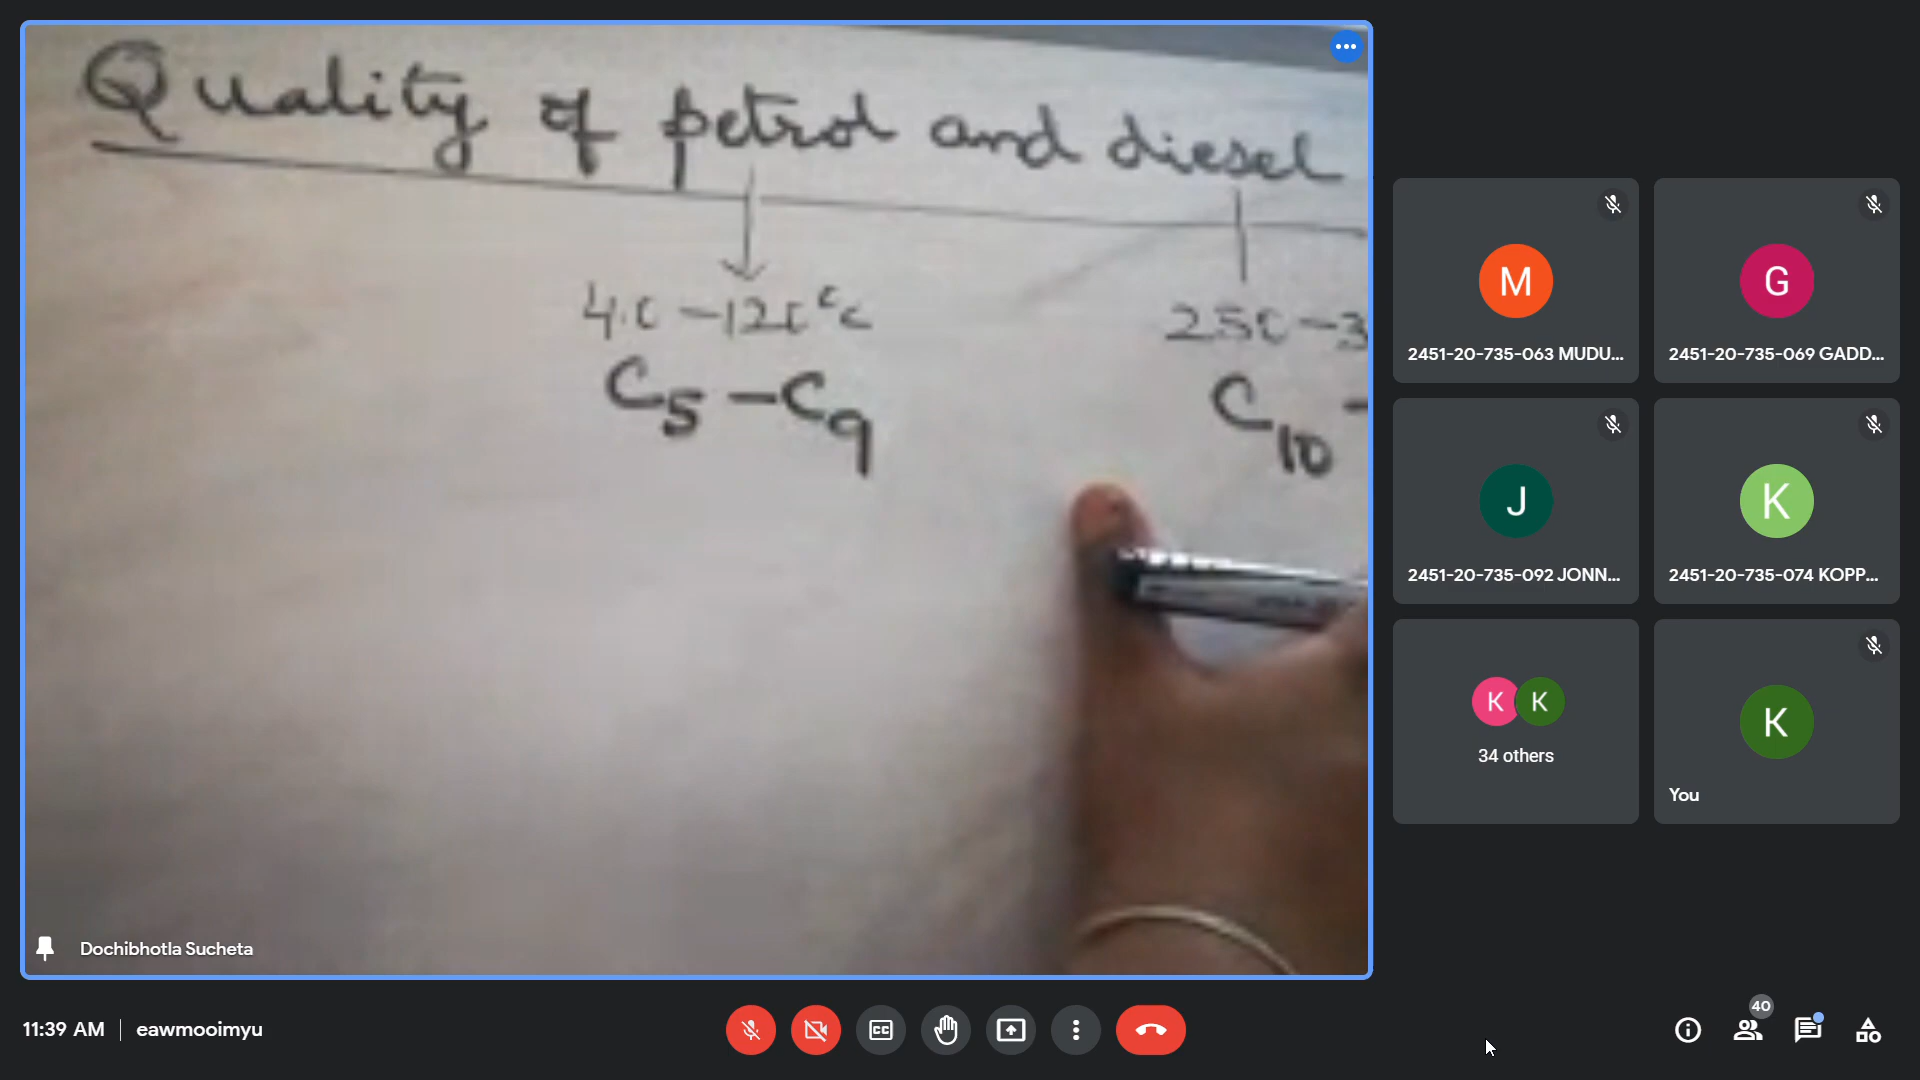 Quality of petrol and diesel
40-120°C 250-3
C5-C9 C10-
Dochibhotla Sucheta
2451-20-735-063 MUDU...
2451-20-735-069 GADD...
2451-20-735-092 JONN...
2451-20-735-074 KOPP...
34 others
You
M
G
J
K
K
K
K
11:39 AM
eawmooimyu
CC
40